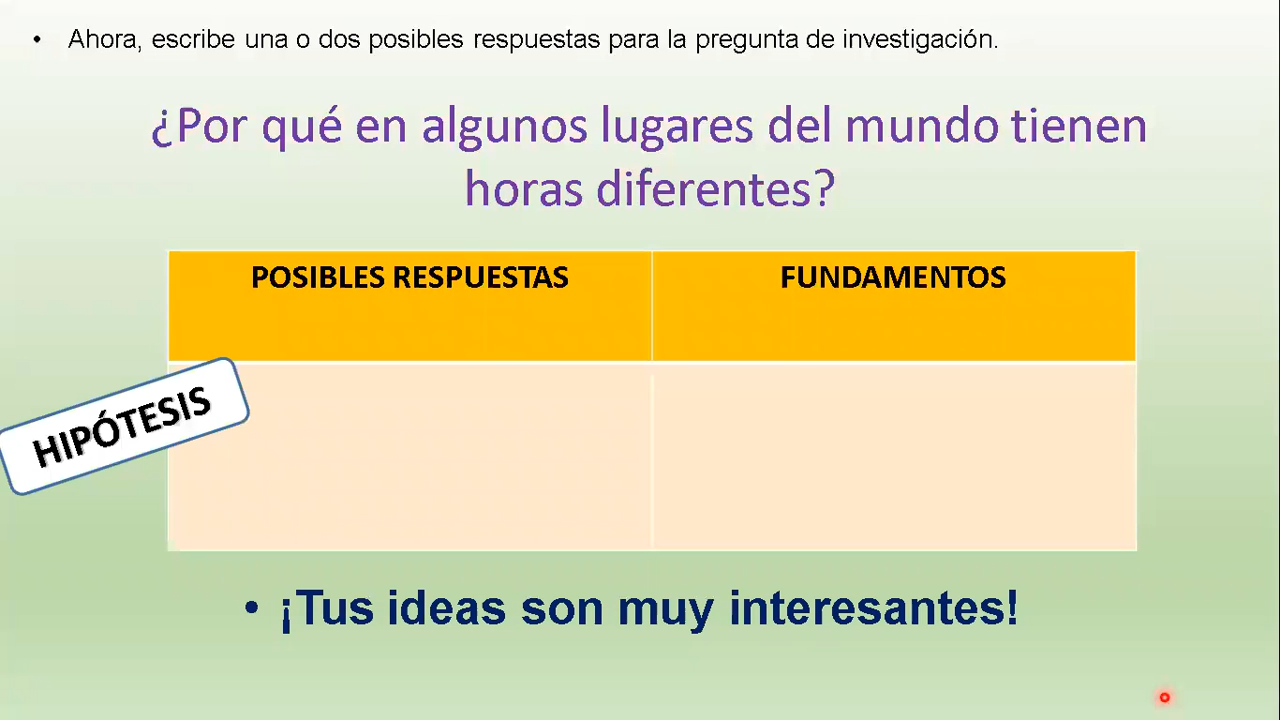 • Ahora, escribe una o dos posibles respuestas para la pregunta de investigación.
¿Por qué en algunos lugares del mundo tienen
horas diferentes?
POSIBLES RESPUESTAS
FUNDAMENTOS
HIPÓTESIS
• ¡Tus ideas son muy interesantes!